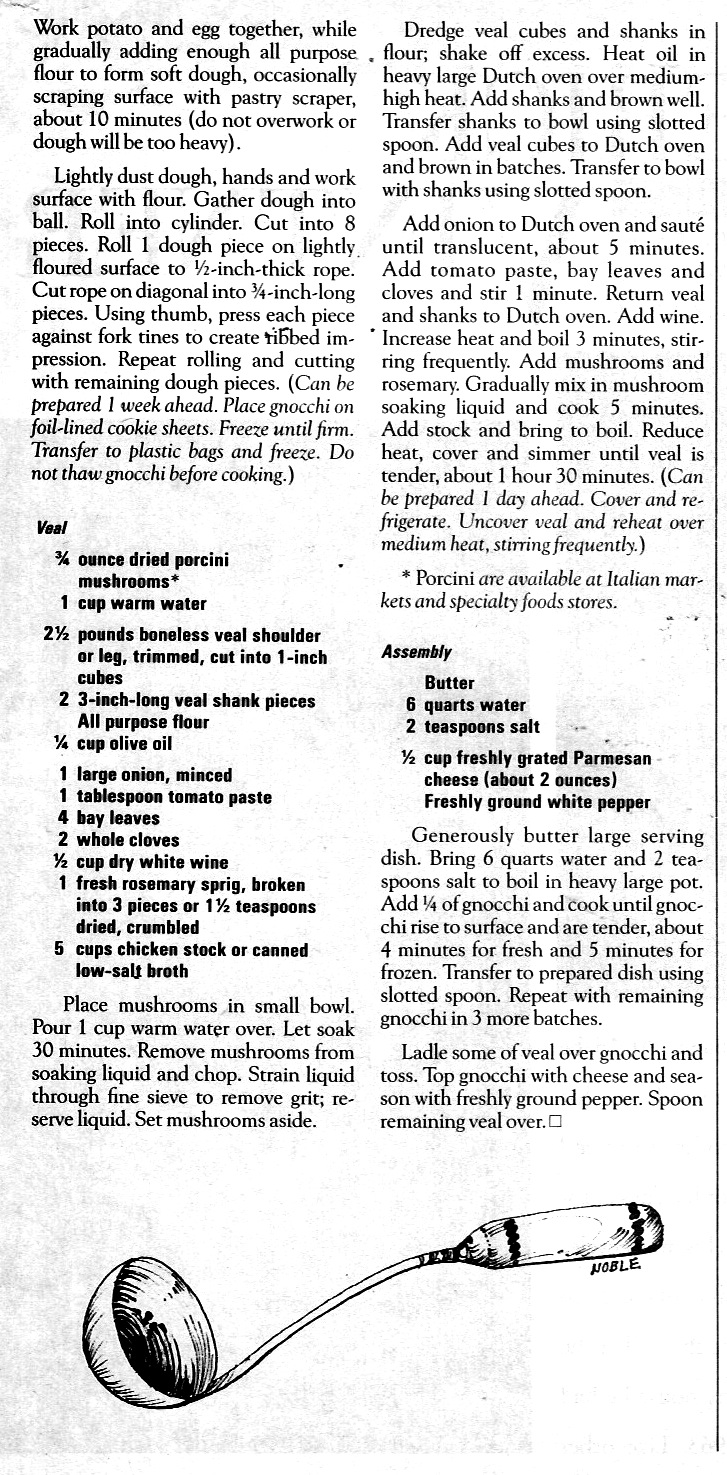 Work potato and egg together, while
gradually adding enough all purpose
flour to form soft dough, occasionally
scraping surface with pastry scraper,
about 10 minutes (do not overwork or
dough will be too heavy).
Lightly dust dough, hands and work
surface with flour. Gather dough into
ball. Roll into cylinder. Cut into 8
pieces. Roll 1 dough piece on lightly
floured surface to ½-inch-thick rope.
Cut rope on diagonal into ¾-inch-long
pieces. Using thumb, press each piece
against fork tines to create ribbed im-
pression. Repeat rolling and cutting
with remaining dough pieces. (Can be
prepared 1 week ahead. Place gnocchi on
foil-lined cookie sheets. Freeze until firm.
Transfer to plastic bags and freeze. Do
not thaw gnocchi before cooking.)
Veal
¾ ounce dried porcini
mushrooms*
1 cup warm water
2½ pounds boneless veal shoulder
or leg, trimmed, cut into 1-inch
cubes
2 3-inch-long veal shank pieces
All purpose flour
¼ cup olive oil
1 large onion, minced
1 tablespoon tomato paste
4 bay leaves
2 whole cloves
½ cup dry white wine
1 fresh rosemary sprig, broken
into 3 pieces or 1½ teaspoons
dried, crumbled
5 cups chicken stock or canned
low-salt broth
Place mushrooms in small bowl.
Pour 1 cup warm water over. Let soak
30 minutes. Remove mushrooms from
soaking liquid and chop. Strain liquid
through fine sieve to remove grit; re-
serve liquid. Set mushrooms aside.
Dredge veal cubes and shanks in
flour; shake off excess. Heat oil in
heavy large Dutch oven over medium-
high heat. Add shanks and brown well.
Transfer shanks to bowl using slotted
spoon. Add veal cubes to Dutch oven
and brown in batches. Transfer to bowl
with shanks using slotted spoon.
Add onion to Dutch oven and sauté
until translucent, about 5 minutes.
Add tomato paste, bay leaves and
cloves and stir 1 minute. Return veal
and shanks to Dutch oven. Add wine.
Increase heat and boil 3 minutes, stir-
ring frequently. Add mushrooms and
rosemary. Gradually mix in mushroom
soaking liquid and cook 5 minutes.
Add stock and bring to boil. Reduce
heat, cover and simmer until veal is
tender, about 1 hour 30 minutes. (Can
be prepared 1 day ahead. Cover and re-
frigerate. Uncover veal and reheat over
medium heat, stirring frequently.)
* Porcini are available at Italian mar-
kets and specialty foods stores.
Assembly
Butter
6 quarts water
2 teaspoons salt
½ cup freshly grated Parmesan
cheese (about 2 ounces)
Freshly ground white pepper
Generously butter large serving
dish. Bring 6 quarts water and 2 tea-
spoons salt to boil in heavy large pot.
Add ¼ of gnocchi and cook until gnoc-
chi rise to surface and are tender, about
4 minutes for fresh and 5 minutes for
frozen. Transfer to prepared dish using
slotted spoon. Repeat with remaining
gnocchi in 3 more batches.
Ladle some of veal over gnocchi and
toss. Top gnocchi with cheese and sea-
son with freshly ground pepper. Spoon
remaining veal over.□
NOBLE